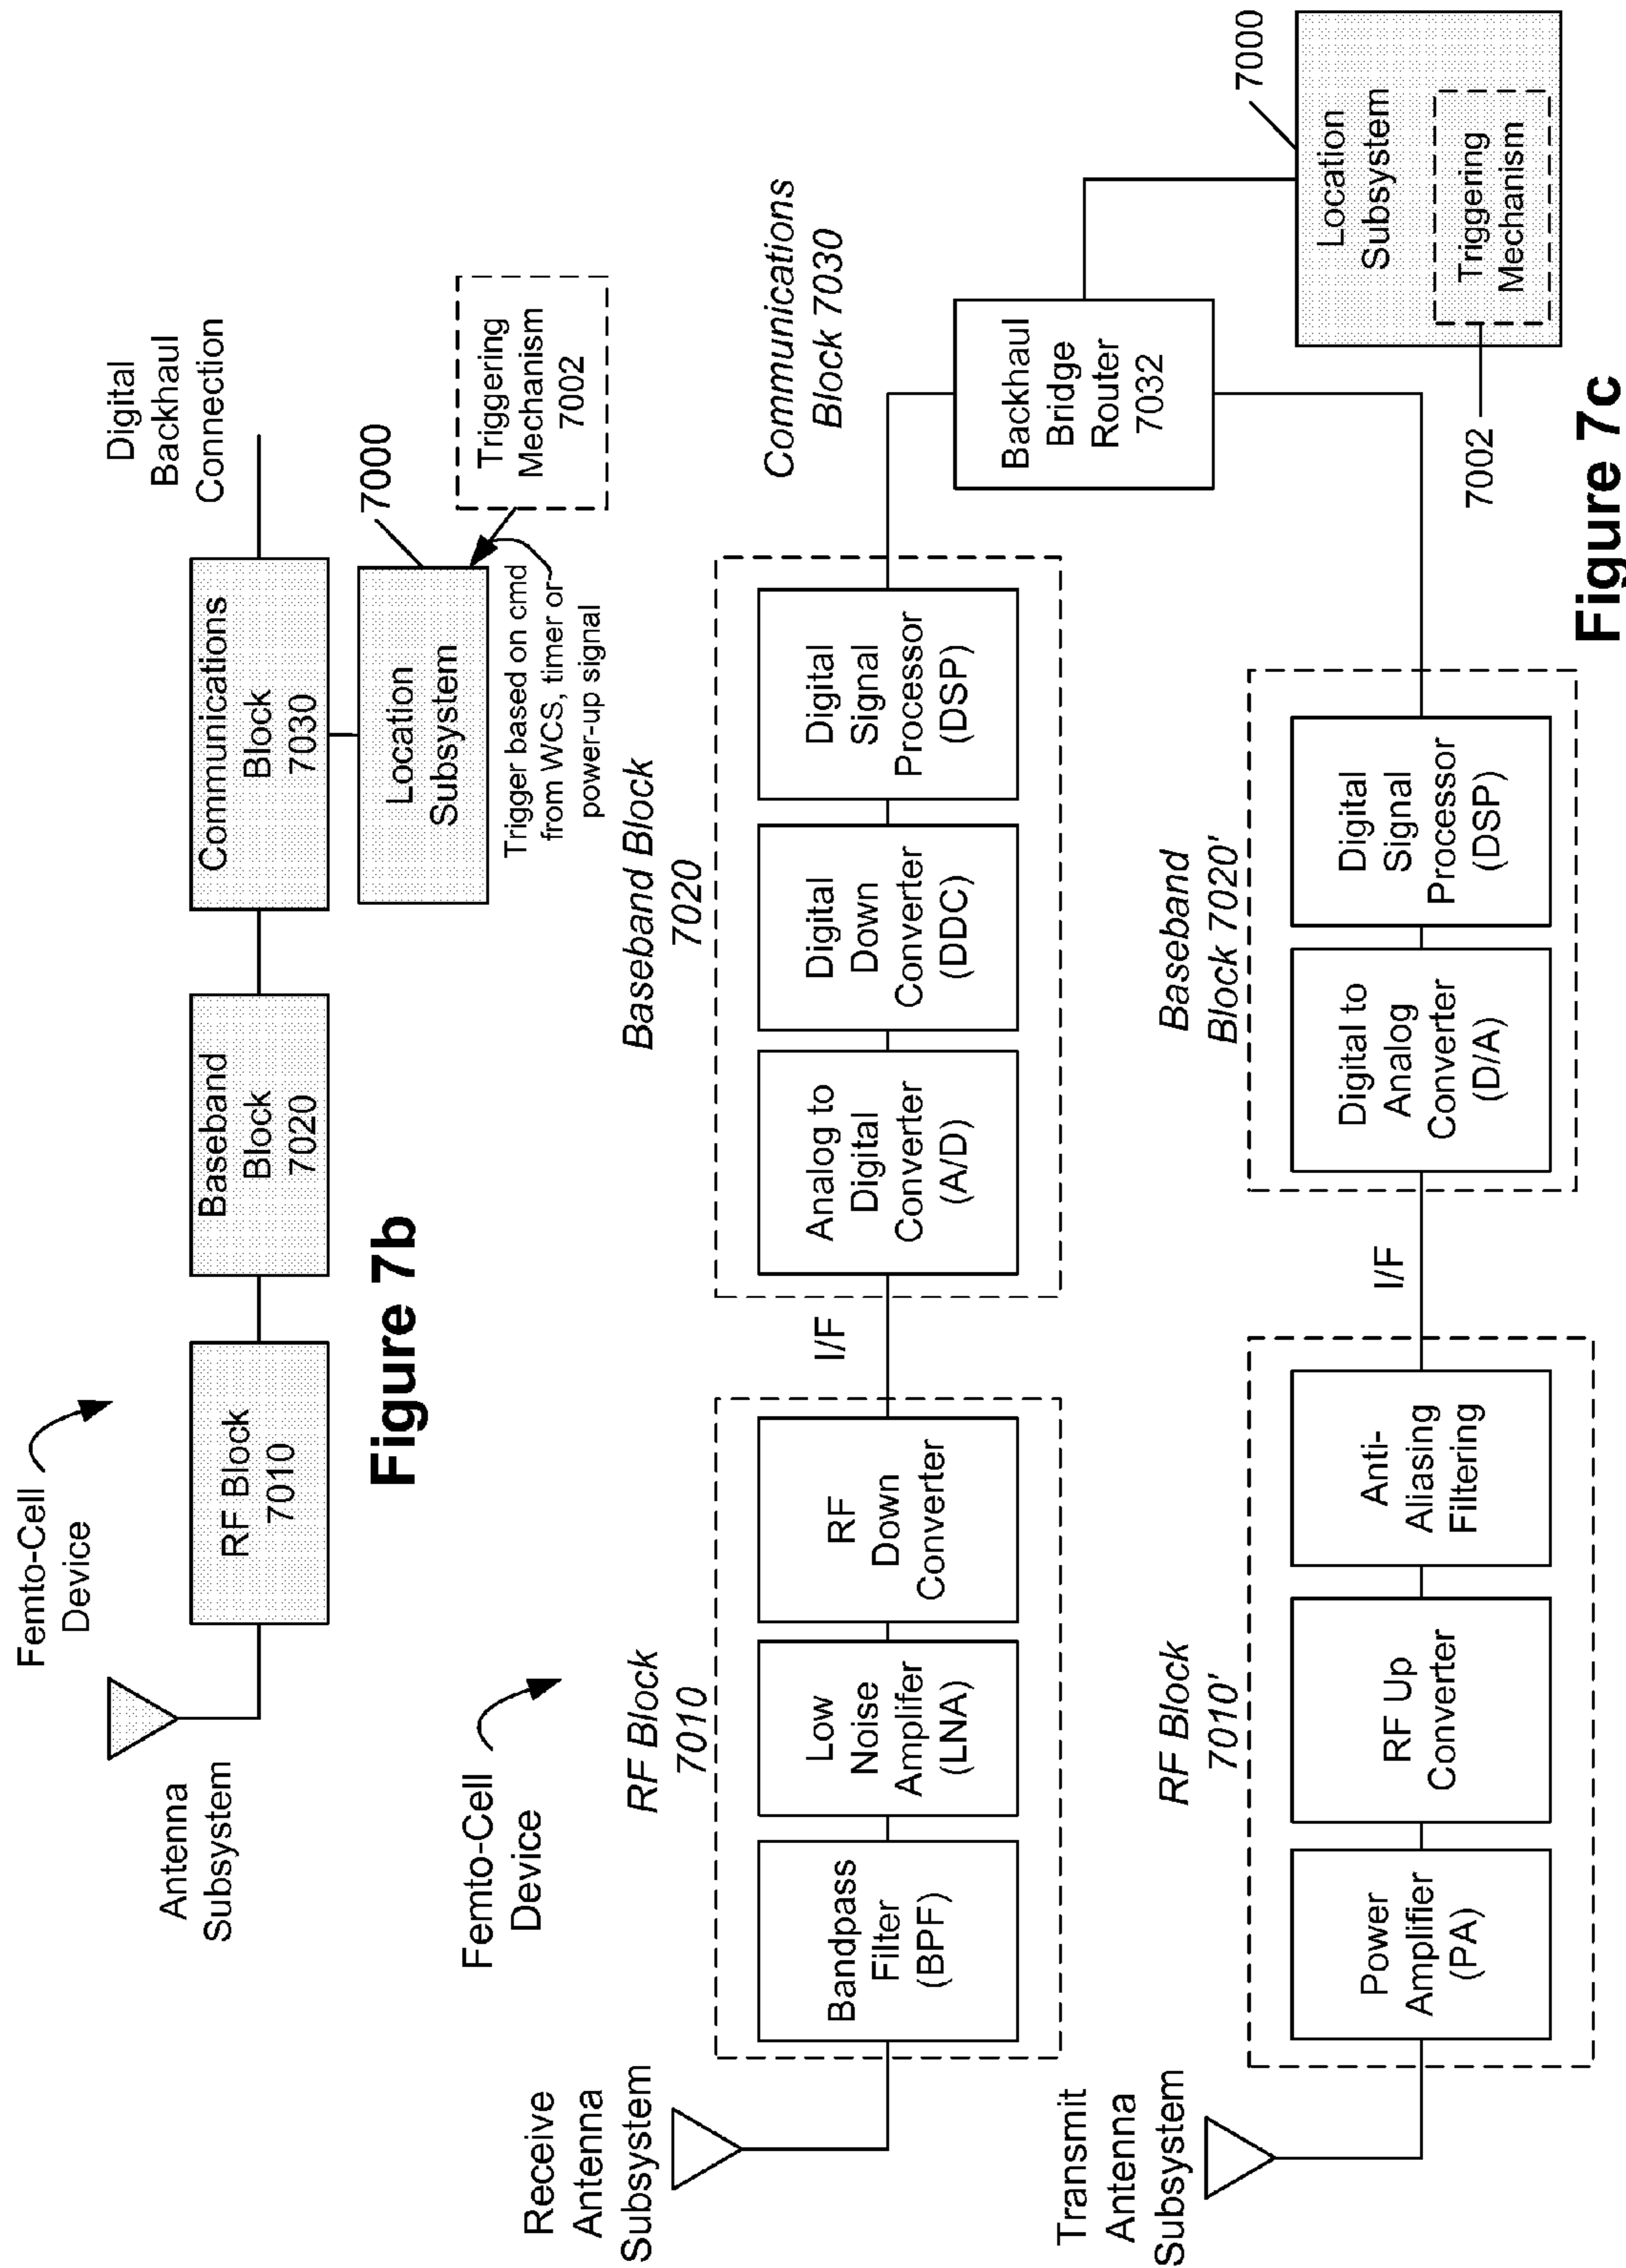 Femto-Cell
Device
Antenna
Subsystem
RF Block
7010
Baseband
Block
7020
Communications
Block
7030
Digital
Backhaul
Connection
Location
Subsystem
7000
Trigger based on cmd
from WCS, timer or
power-up signal
Triggering
Mechanism
7002
Figure 7b
Femto-Cell
Device
Receive
Antenna
Subsystem
RF Block
7010
Bandpass
Filter
(BPF)
Low
Noise
Amplifer
(LNA)
RF
Down
Converter
I/F
Baseband Block
7020
Analog to
Digital
Converter
(A/D)
Digital
Down
Converter
(DDC)
Digital
Signal
Processor
(DSP)
Communications
Block 7030
Backhaul
Bridge
Router
7032
Transmit
Antenna
Subsystem
RF Block
7010'
Power
Amplifier
(PA)
RF Up
Converter
Anti-
Aliasing
Filtering
I/F
Baseband
Block 7020'
Digital to
Analog
Converter
(D/A)
Digital
Signal
Processor
(DSP)
7000
Location
Subsystem
Triggering
Mechanism
7002
Figure 7c